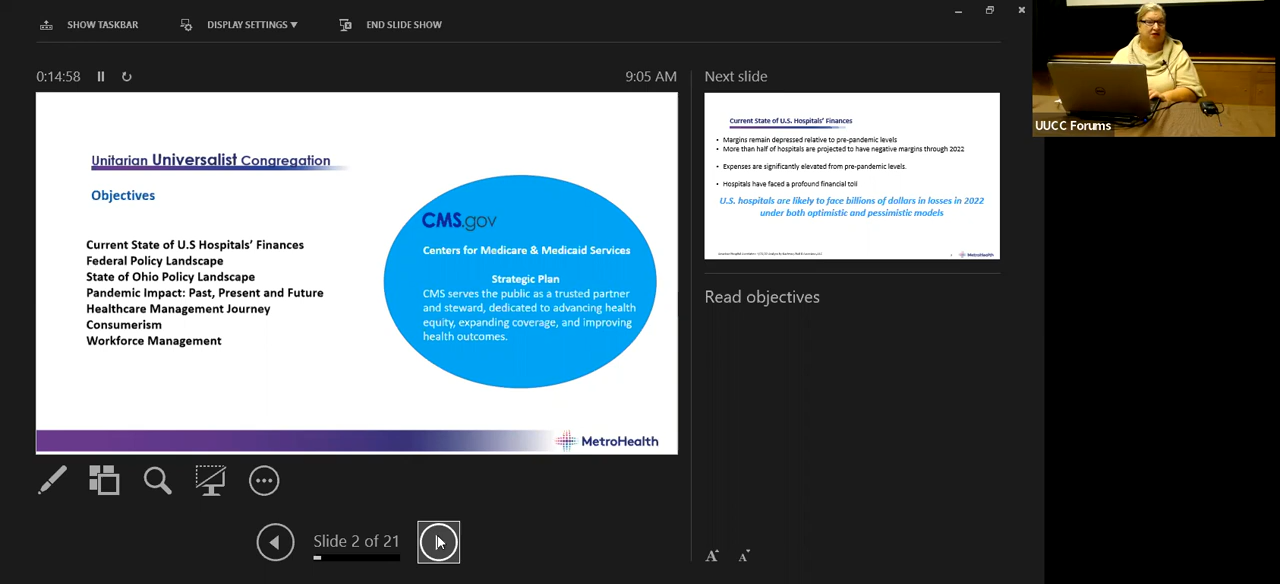 SHOW TASKBAR
DISPLAY SETTINGS ▼
END SLIDE SHOW
0:14:58
9:05 AM
Unitarian Universalist Congregation
Objectives
Current State of U.S Hospitals’ Finances
Federal Policy Landscape
State of Ohio Policy Landscape
Pandemic Impact: Past, Present and Future
Healthcare Management Journey
Consumerism
Workforce Management
CMS.gov
Centers for Medicare & Medicaid Services
Strategic Plan
CMS serves the public as a trusted partner
and steward, dedicated to advancing health
equity, expanding coverage, and improving
health outcomes.
MetroHealth
Slide 2 of 21
Next slide
Current State of U.S. Hospitals’ Finances
• Margins remain depressed relative to pre-pandemic levels
• More than half of hospitals are projected to have negative margins through 2022
• Expenses are significantly elevated from pre-pandemic levels.
• Hospitals have faced a profound financial toll
U.S. hospitals are likely to face billions of dollars in losses in 2022
under both optimistic and pessimistic models
MetroHealth
Read objectives
A A
UUCC Forums